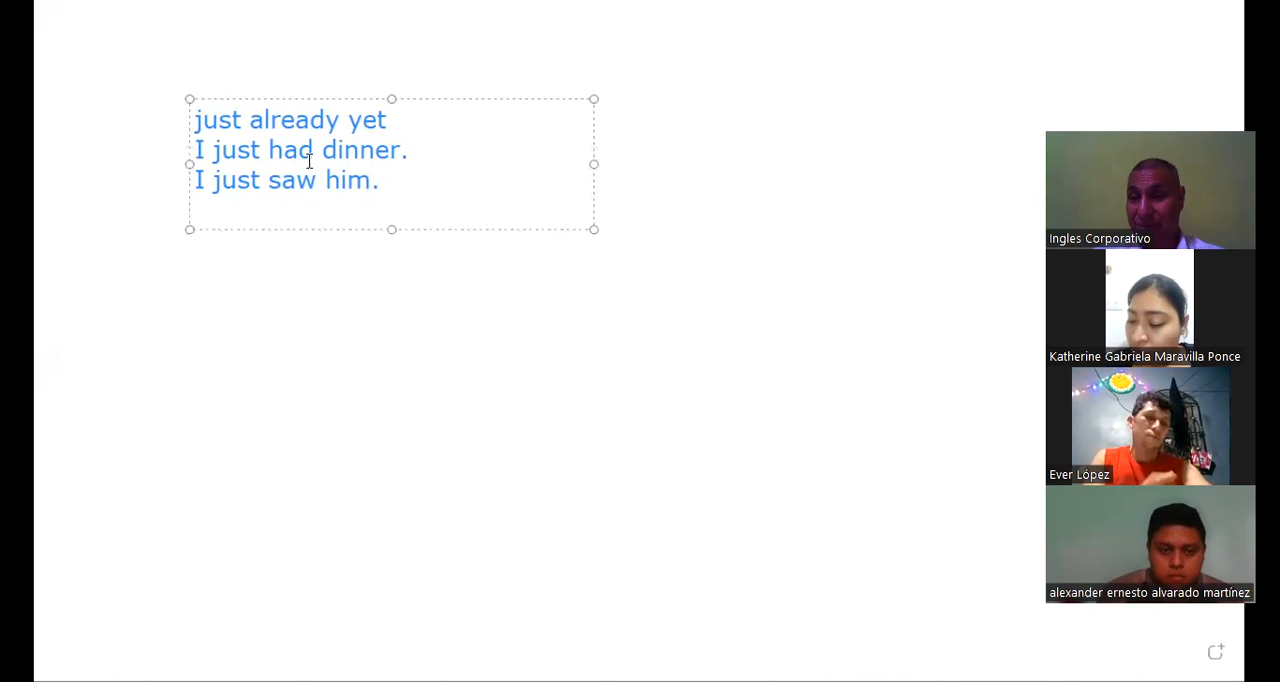 just already yet
I just had dinner.
I just saw him.
Ingles Corporativo
Katherine Gabriela Maravilla Ponce
Ever López
alexander ernesto alvarado martínez